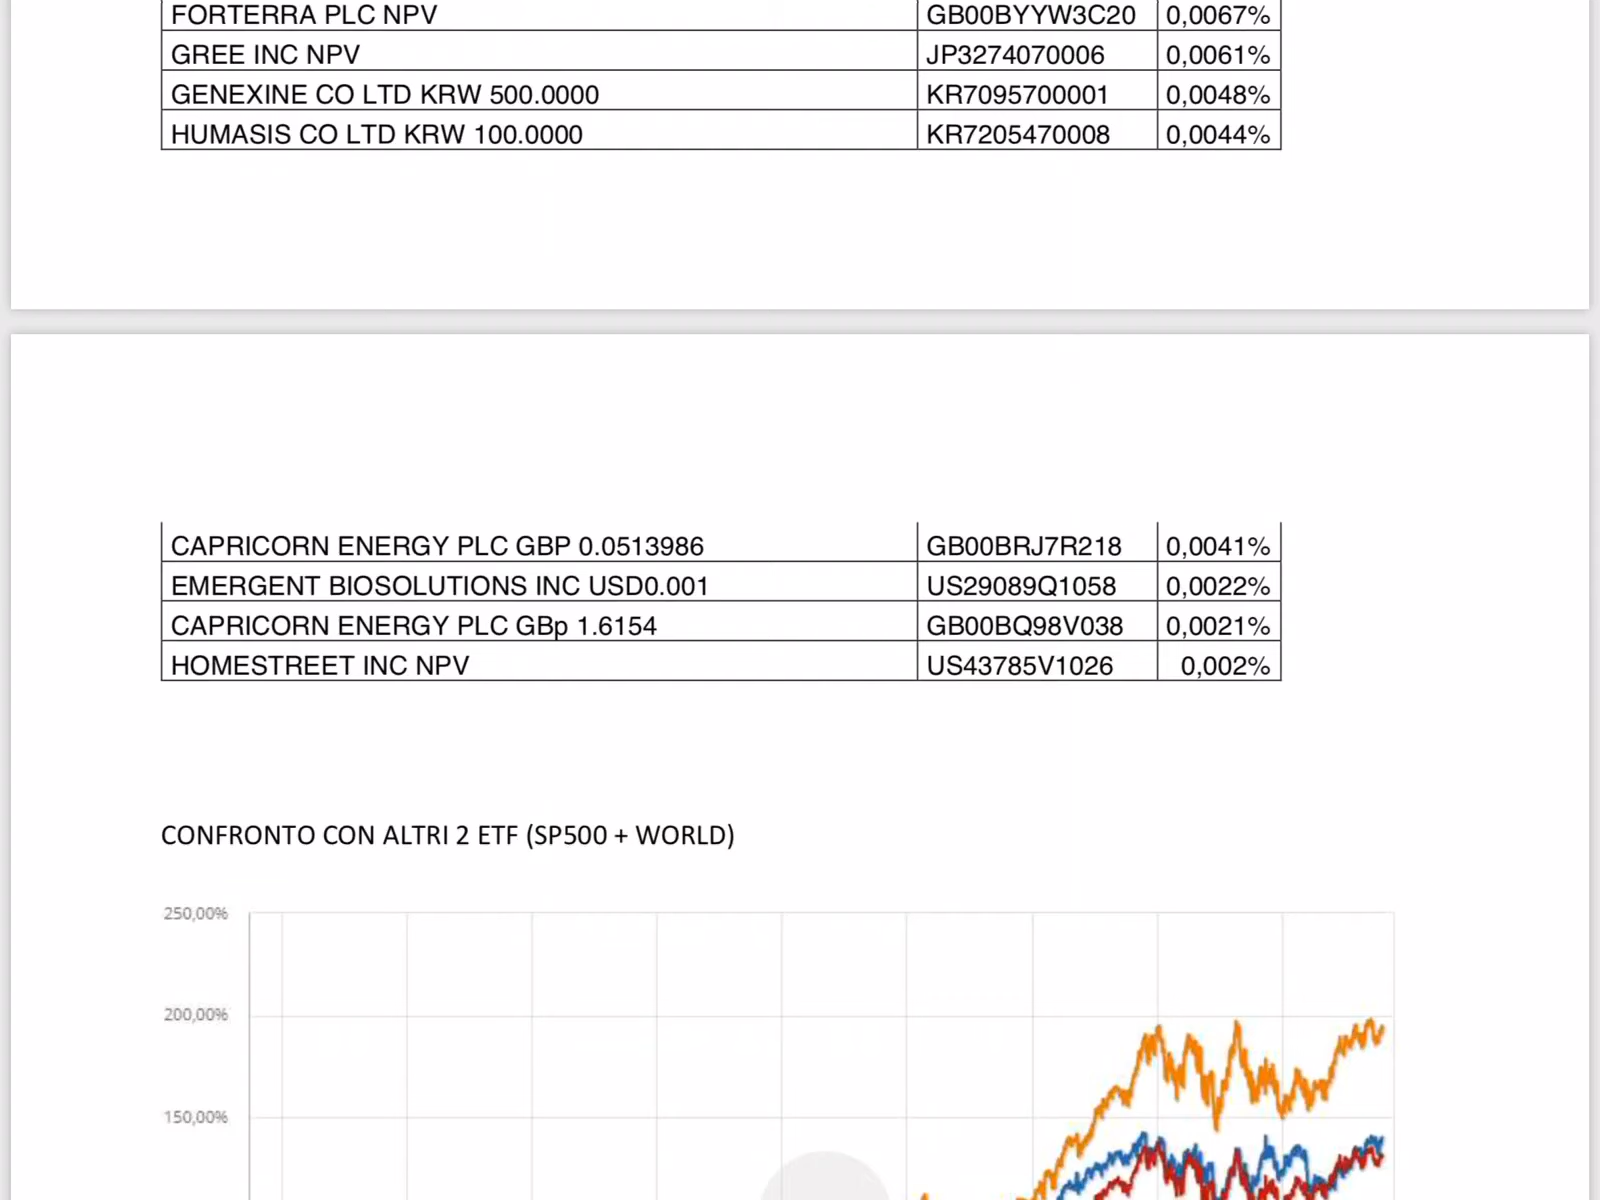 FORTERRA PLC NPV GB00BYYW3C20 0,0067%
GREE INC NPV JP3274070006 0,0061%
GENEXINE CO LTD KRW 500.0000 KR7095700001 0,0048%
HUMASIS CO LTD KRW 100.0000 KR7205470008 0,0044%
CAPRICORN ENERGY PLC GBP 0.0513986 GB00BRJ7R218 0,0041%
EMERGENT BIOSOLUTIONS INC USD0.001 US29089Q1058 0,0022%
CAPRICORN ENERGY PLC GBp 1.6154 GB00BQ98V038 0,0021%
HOMESTREET INC NPV US43785V1026 0,002%
CONFRONTO CON ALTRI 2 ETF (SP500 + WORLD)
250,00%
200,00%
150,00%